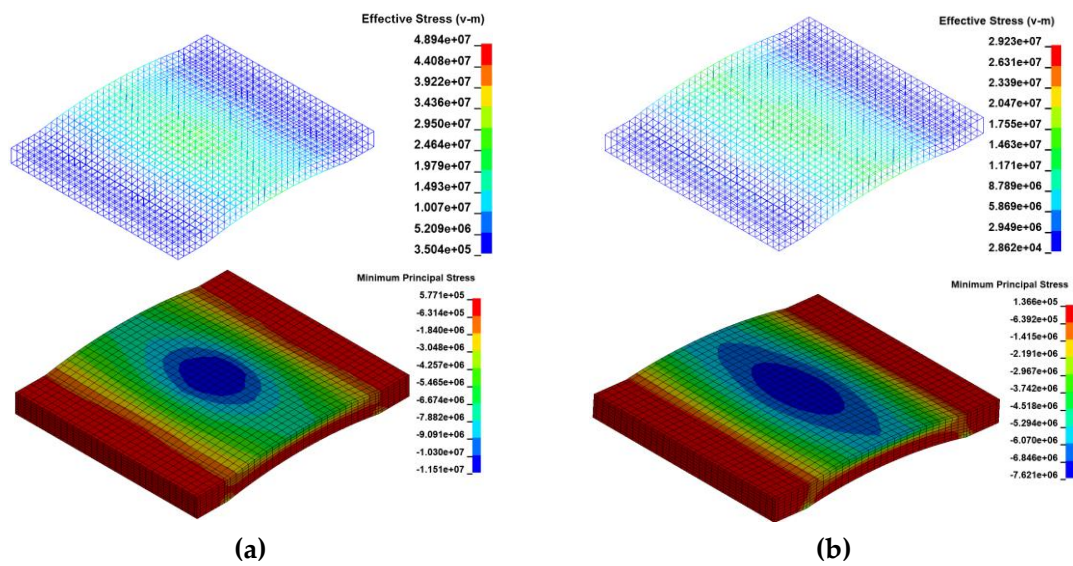 Effective Stress (v-m)
4.894e+07
4.408e+07
3.922e+07
3.436e+07
2.950e+07
2.464e+07
1.979e+07
1.493e+07
1.007e+07
5.209e+06
3.504e+05
Minimum Principal Stress
5.771e+05
-6.314e+05
-1.840e+06
-3.048e+06
-4.257e+06
-5.465e+06
-6.674e+06
-7.882e+06
-9.091e+06
-1.030e+07
-1.151e+07
(a)
Effective Stress (v-m)
2.923e+07
2.631e+07
2.339e+07
2.047e+07
1.755e+07
1.463e+07
1.171e+07
8.789e+06
5.869e+06
2.949e+06
2.862e+04
Minimum Principal Stress
1.366e+05
-6.392e+05
-1.415e+06
-2.191e+06
-2.967e+06
-3.742e+06
-4.518e+06
-5.294e+06
-6.070e+06
-6.846e+06
-7.621e+06
(b)